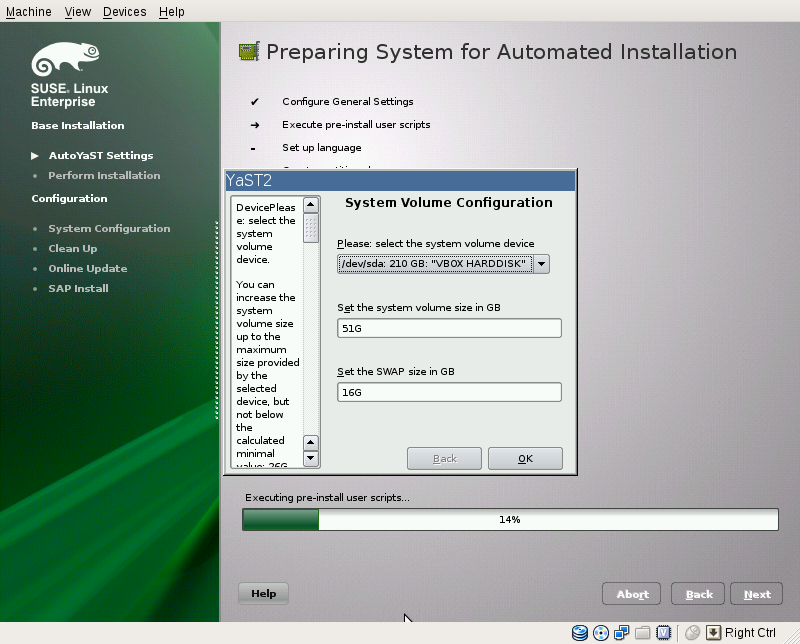 Machine View Devices Help
SUSE. Linux
Enterprise
Base Installation
AutoYaST Settings
Perform Installation
Configuration
System Configuration
Clean Up
Online Update
SAP Install
Preparing System for Automated Installation
Configure General Settings
Execute pre-install user scripts
- Set up language
YaST2
DevicePleas
e: select the
system
volume
device.
You can
increase the
system
volume size
up to the
maximum
size provided
by the
selected
device, but
not below
the
calculated
minimal
value: 26G
System Volume Configuration
Please: select the system volume device
/dev/sda: 210 GB: "VBOX HARDDISK"
Set the system volume size in GB
51G
Set the SWAP size in GB
16G
Back OK
Executing pre-install user scripts...
14%
Help Abort Back Next
Right Ctrl